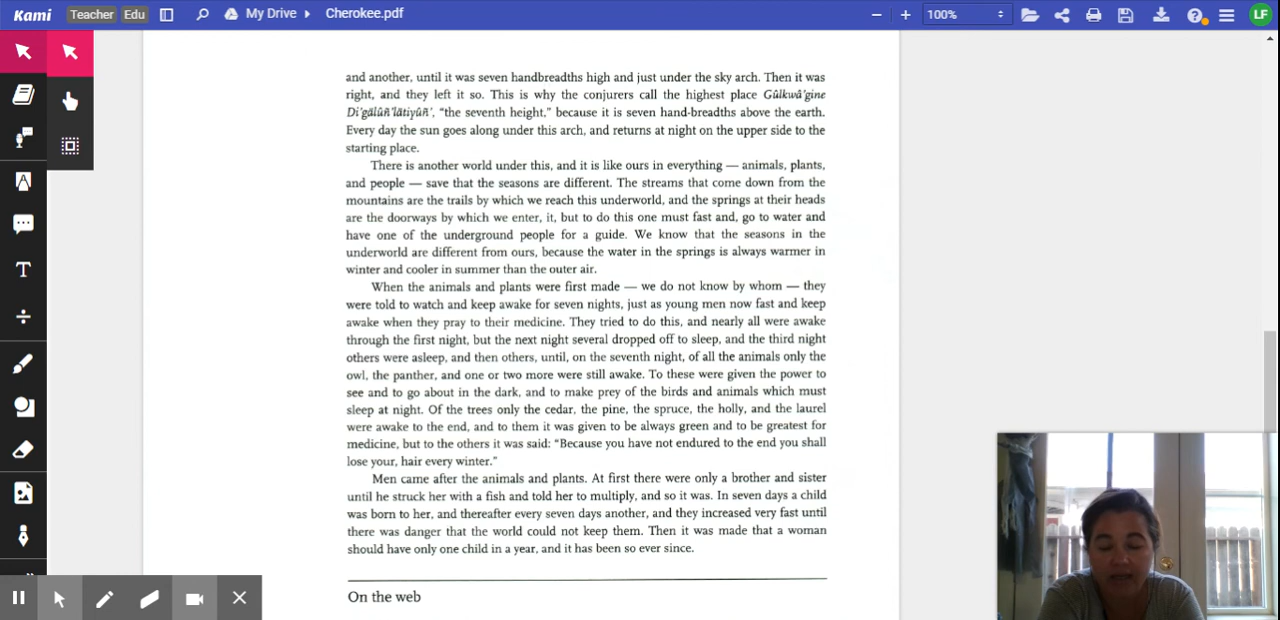 Kami Teacher Edu My Drive Cherokee.pdf 100% LF
and another, until it was seven handbreadths high and just under the sky arch. Then it was
right, and they left it so. This is why the conjurers call the highest place Gûlkwâ'gine
Di'gălûñ'lătiyûñ', “the seventh height,” because it is seven hand-breadths above the earth.
Every day the sun goes along under this arch, and returns at night on the upper side to the
starting place.
There is another world under this, and it is like ours in everything — animals, plants,
and people — save that the seasons are different. The streams that come down from the
mountains are the trails by which we reach this underworld, and the springs at their heads
are the doorways by which we enter, it, but to do this one must fast and, go to water and
have one of the underground people for a guide. We know that the seasons in the
underworld are different from ours, because the water in the springs is always warmer in
winter and cooler in summer than the outer air.
When the animals and plants were first made — we do not know by whom — they
were told to watch and keep awake for seven nights, just as young men now fast and keep
awake when they pray to their medicine. They tried to do this, and nearly all were awake
through the first night, but the next night several dropped off to sleep, and the third night
others were asleep, and then others, until, on the seventh night, of all the animals only the
owl, the panther, and one or two more were still awake. To these were given the power to
see and to go about in the dark, and to make prey of the birds and animals which must
sleep at night. Of the trees only the cedar, the pine, the spruce, the holly, and the laurel
were awake to the end, and to them it was given to be always green and to be greatest for
medicine, but to the others it was said: “Because you have not endured to the end you shall
lose your, hair every winter.”
Men came after the animals and plants. At first there were only a brother and sister
until he struck her with a fish and told her to multiply, and so it was. In seven days a child
was born to her, and thereafter every seven days another, and they increased very fast until
there was danger that the world could not keep them. Then it was made that a woman
should have only one child in a year, and it has been so ever since.
On the web